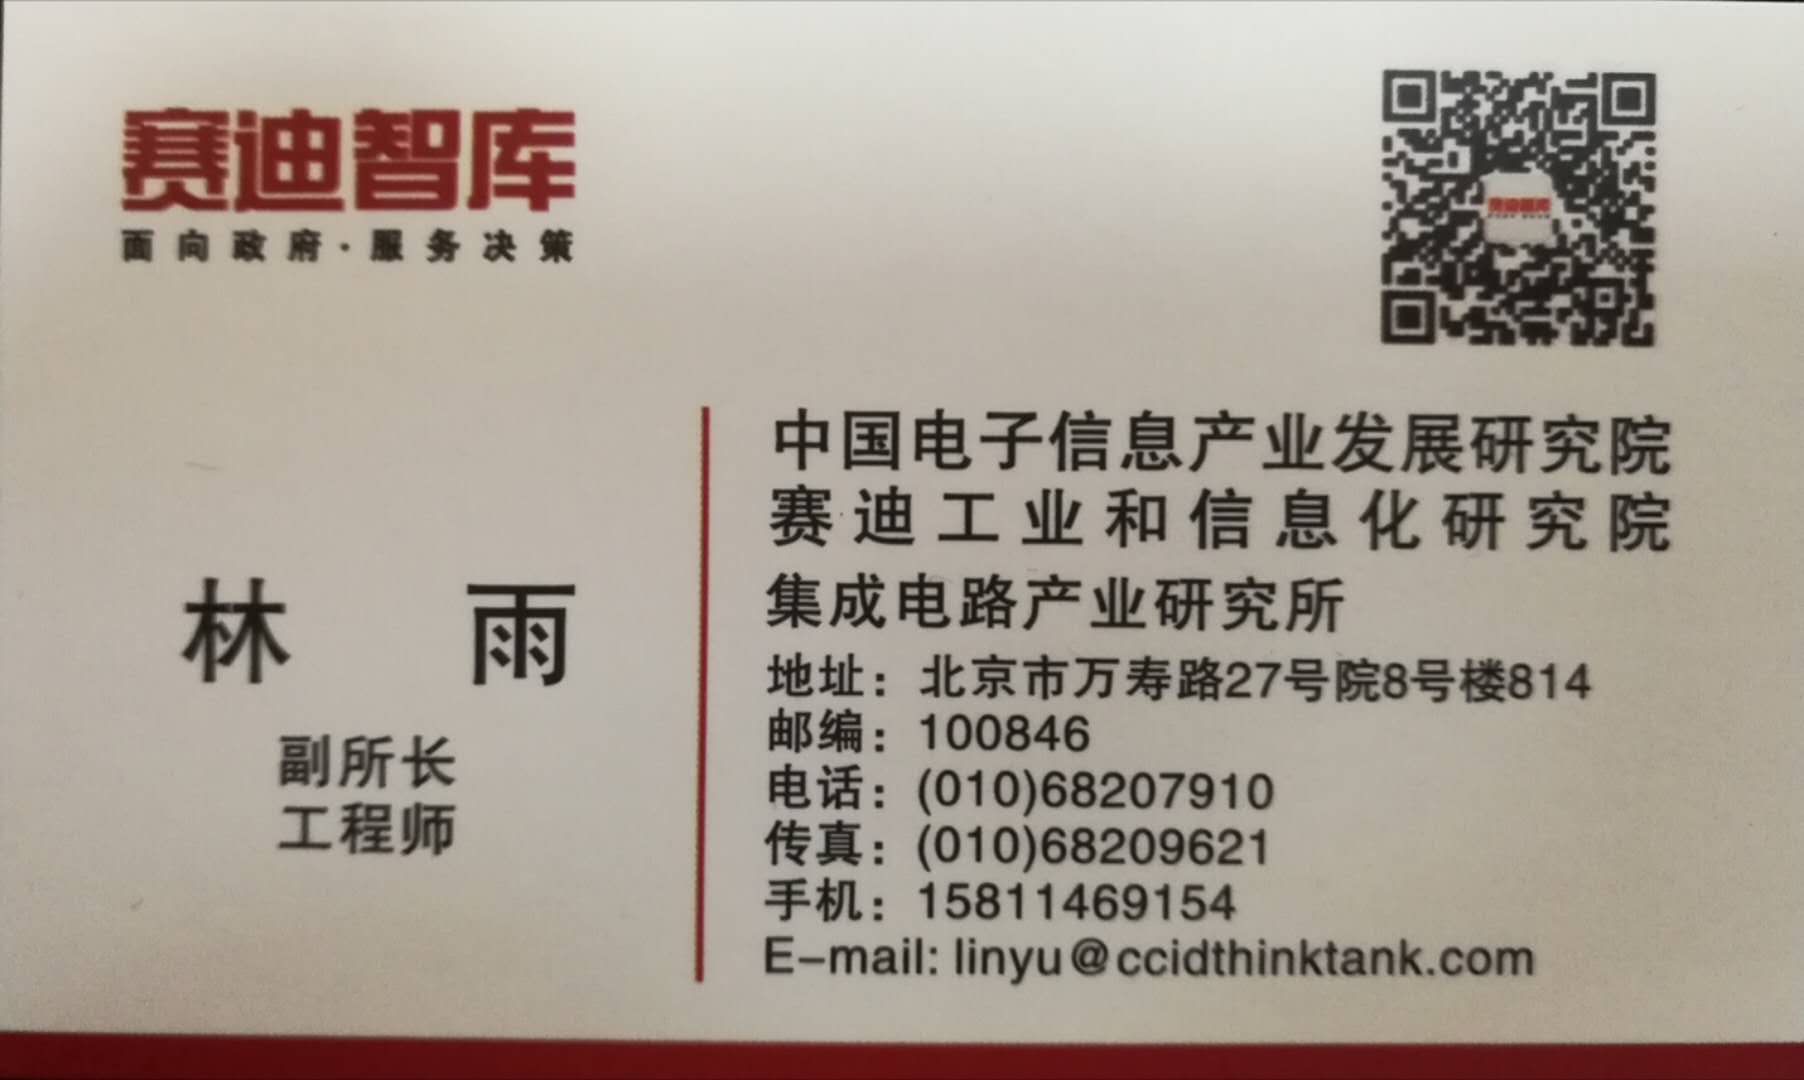 赛迪智库
面向政府·服务决策
林雨
副所长
工程师
中国电子信息产业发展研究院
赛迪工业和信息化研究院
集成电路产业研究所
地址：北京市万寿路27号院8号楼814
邮编：100846
电话：(010)68207910
传真：(010)68209621
手机：15811469154
E-mail: linyu@ccidthinktank.com